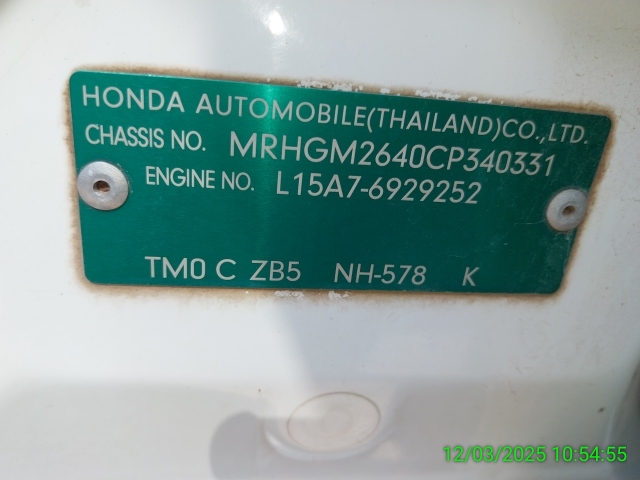 HONDA AUTOMOBILE(THAILAND)CO.,LTD.
CHASSIS NO. MRHGM2640CP340331
ENGINE NO. L15A7-6929252
TM0 C ZB5 NH-578 K
12/03/2025 10:54:55